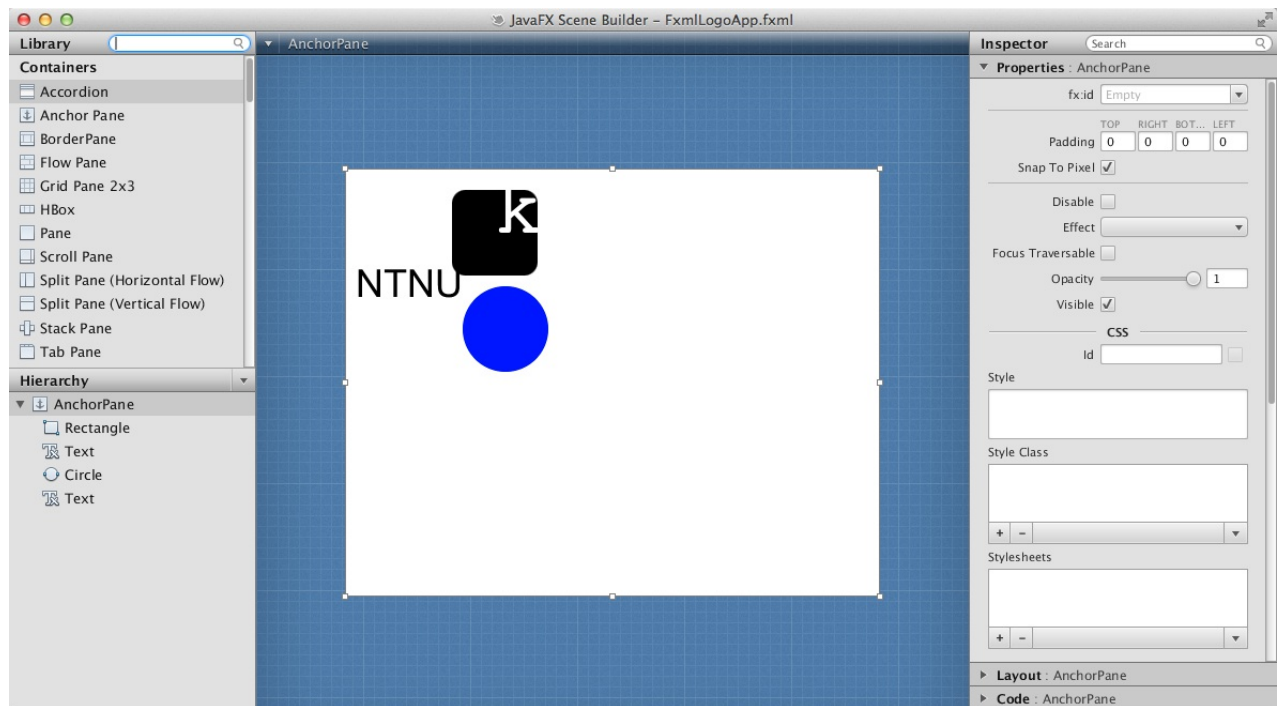 JavaFX Scene Builder – FxmlLogoApp.fxml
Library
Containers
Accordion
Anchor Pane
BorderPane
Flow Pane
Grid Pane 2x3
HBox
Pane
Scroll Pane
Split Pane (Horizontal Flow)
Split Pane (Vertical Flow)
Stack Pane
Tab Pane
Hierarchy
AnchorPane
Rectangle
Text
Circle
Text
AnchorPane
k
NTNU
Inspector Search
Properties : AnchorPane
fx:id Empty
TOP RIGHT BOT... LEFT
Padding 0 0 0 0
Snap To Pixel
Disable
Effect
Focus Traversable
Opacity 1
Visible
CSS
Id
Style
Style Class
+ –
Stylesheets
+ –
Layout : AnchorPane
Code : AnchorPane